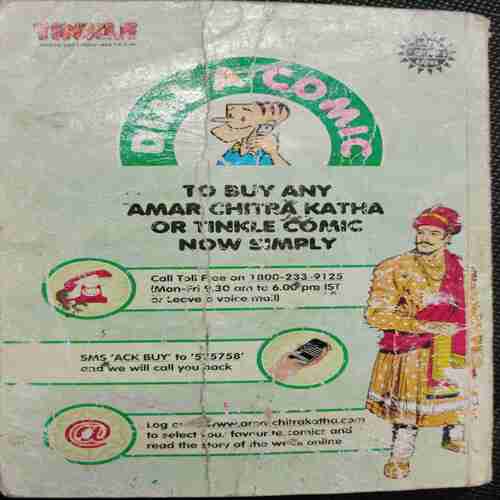 TINKLE
DIAL A COMIC
TO BUY ANY
AMAR CHITRA KATHA
OR TINKLE COMIC
NOW SIMPLY
Call Toll Free on 1800-233-9125
(Mon-Fri 9.30 am to 6.00 pm IST
or Leave a voice mail)
SMS 'ACK BUY' to '575758'
and we will call you back
Log on www.amarchitrakatha.com
to select your favourite comics and
read the story of the week online